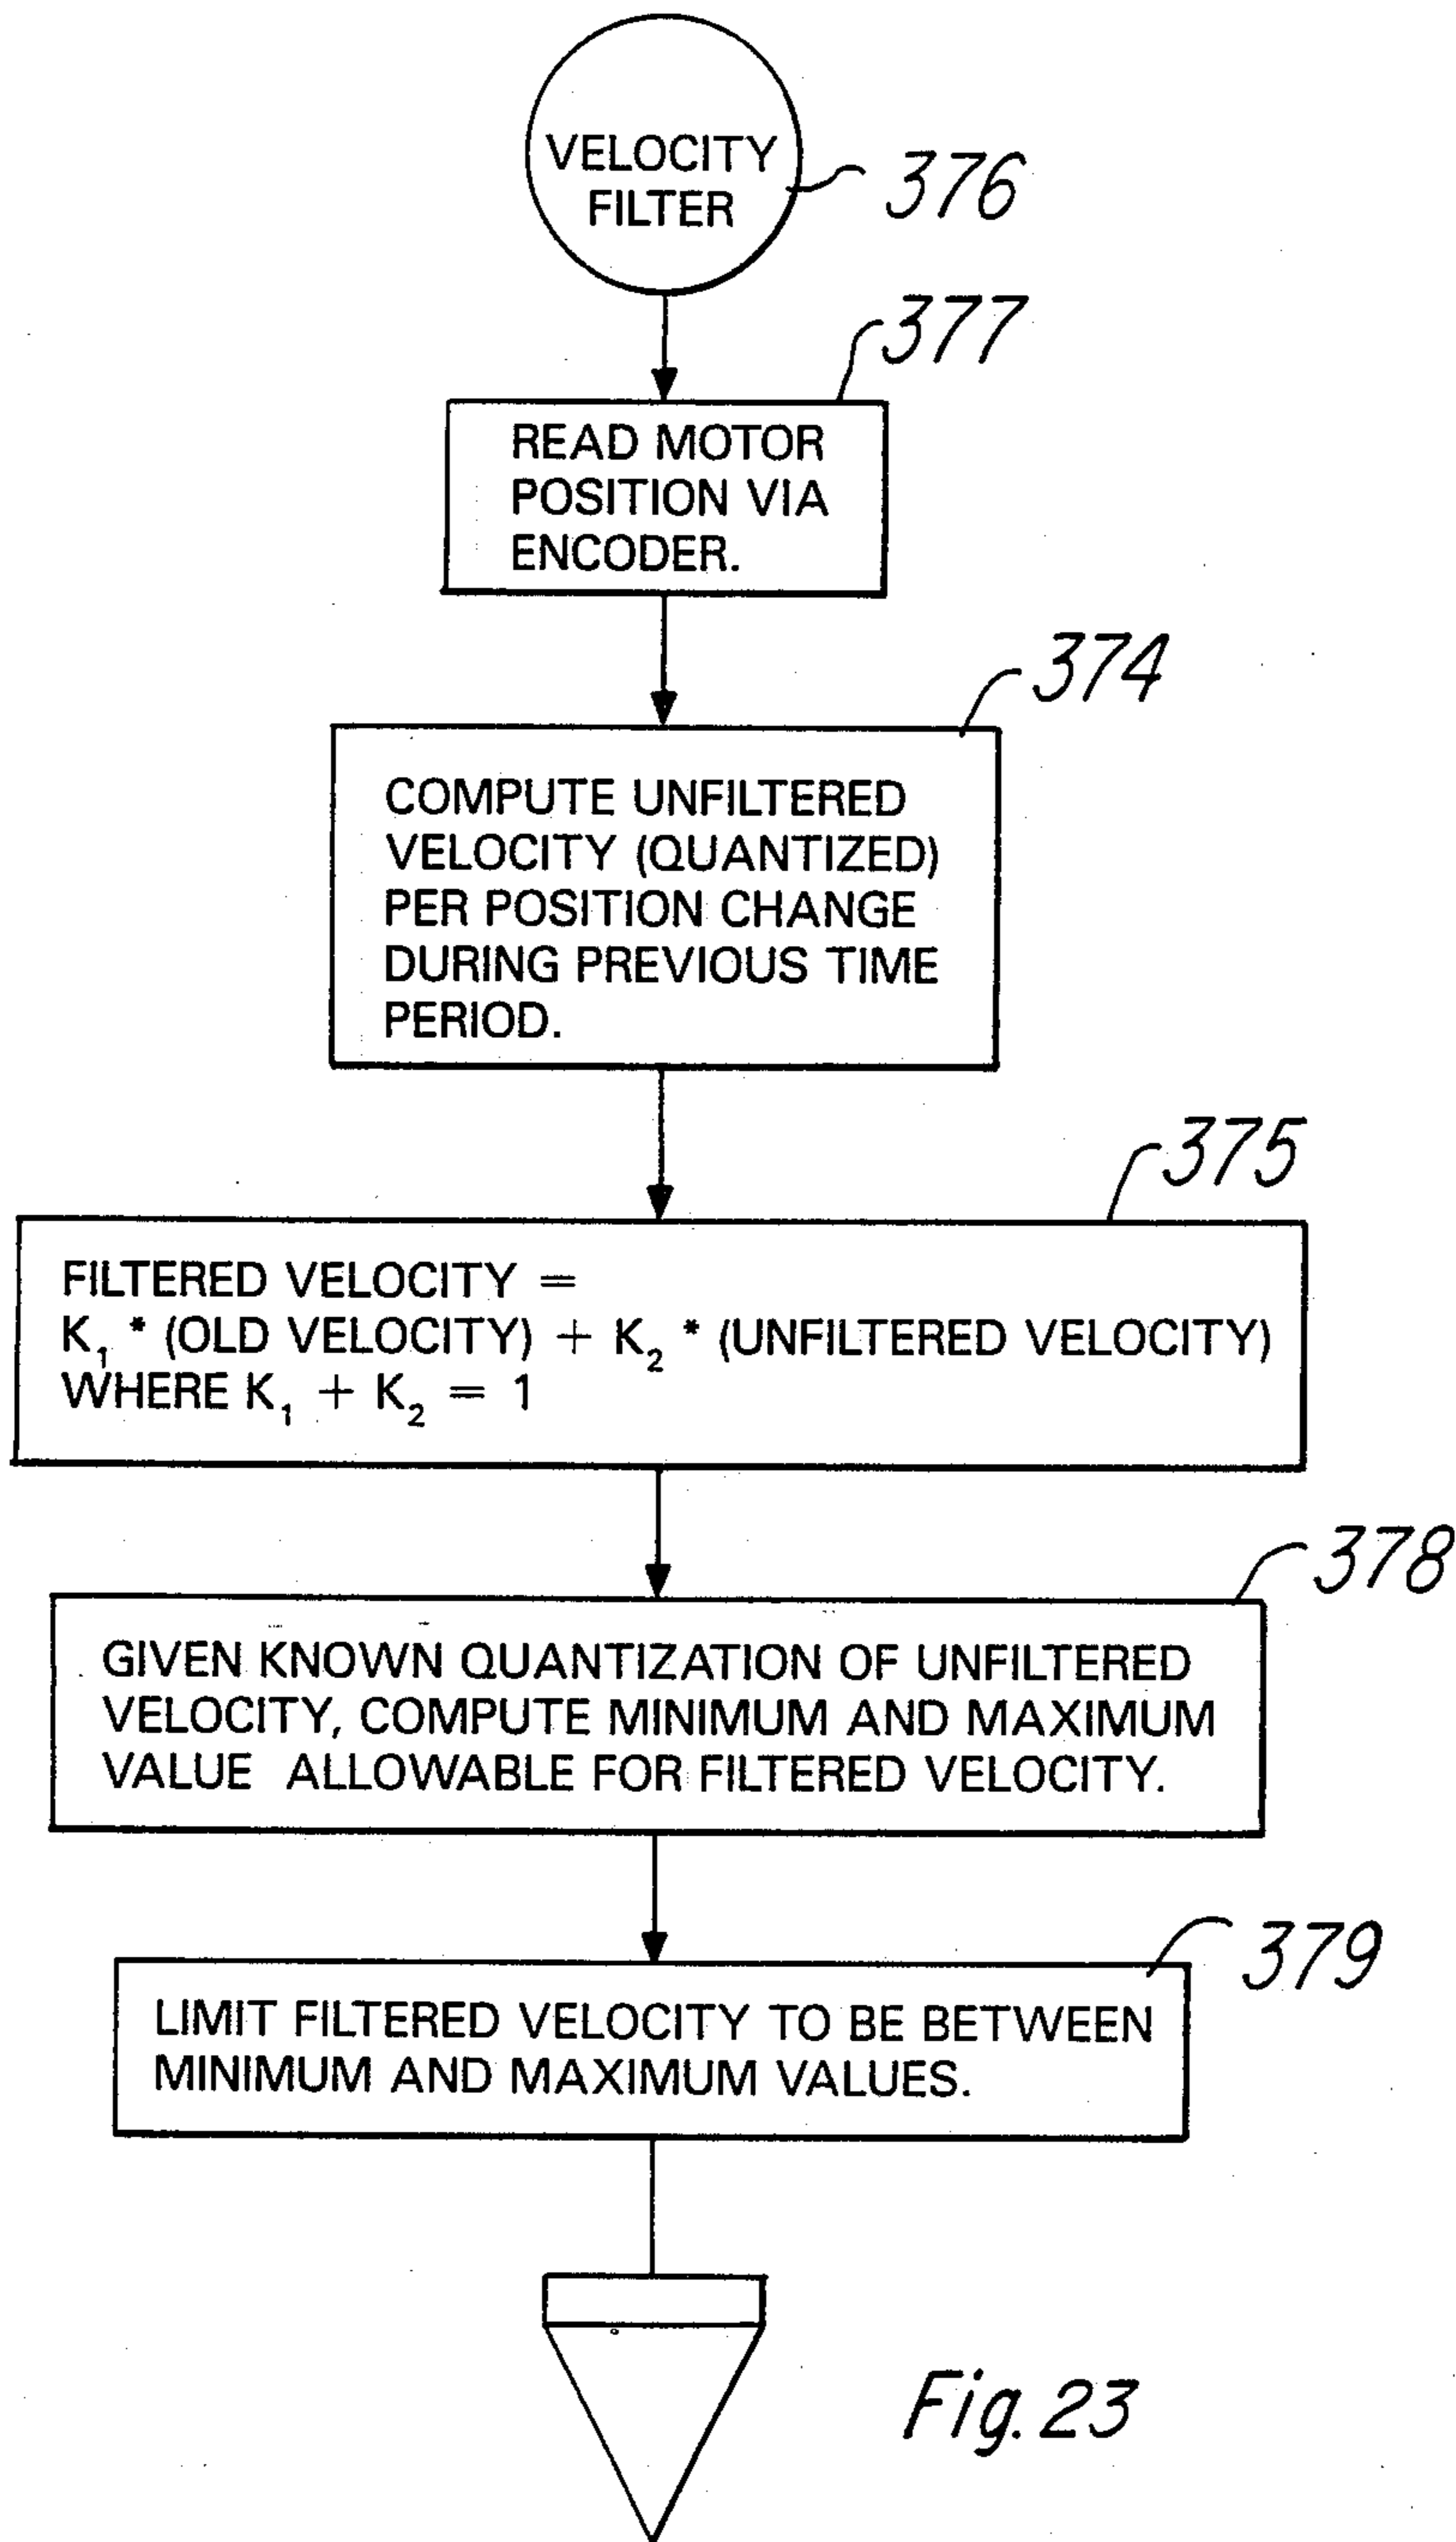 VELOCITY
FILTER
376
377
READ MOTOR
POSITION VIA
ENCODER.
374
COMPUTE UNFILTERED
VELOCITY (QUANTIZED)
PER POSITION CHANGE
DURING PREVIOUS TIME
PERIOD.
375
FILTERED VELOCITY =
K₁ * (OLD VELOCITY) + K₂ * (UNFILTERED VELOCITY)
WHERE K₁ + K₂ = 1
378
GIVEN KNOWN QUANTIZATION OF UNFILTERED
VELOCITY, COMPUTE MINIMUM AND MAXIMUM
VALUE ALLOWABLE FOR FILTERED VELOCITY.
379
LIMIT FILTERED VELOCITY TO BE BETWEEN
MINIMUM AND MAXIMUM VALUES.
Fig. 23